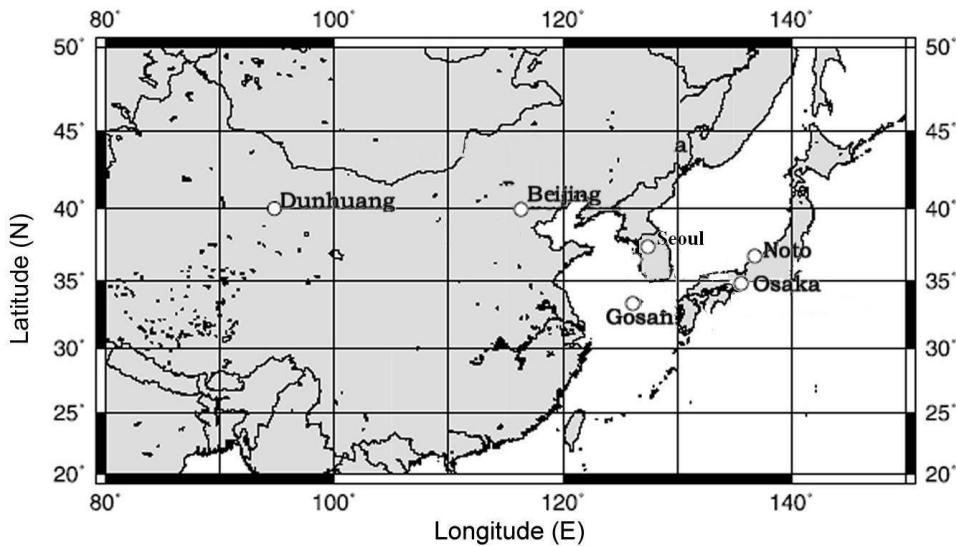 80° 100° 120° 140°
50° 50°
45° 45°
a
Dunhuang Beijing
40° 40°
Seoul
Noto
35° 35°
Osaka
Gosan
30° 30°
25° 25°
20° 20°
80° 100° 120° 140°
Latitude (N)
Longitude (E)